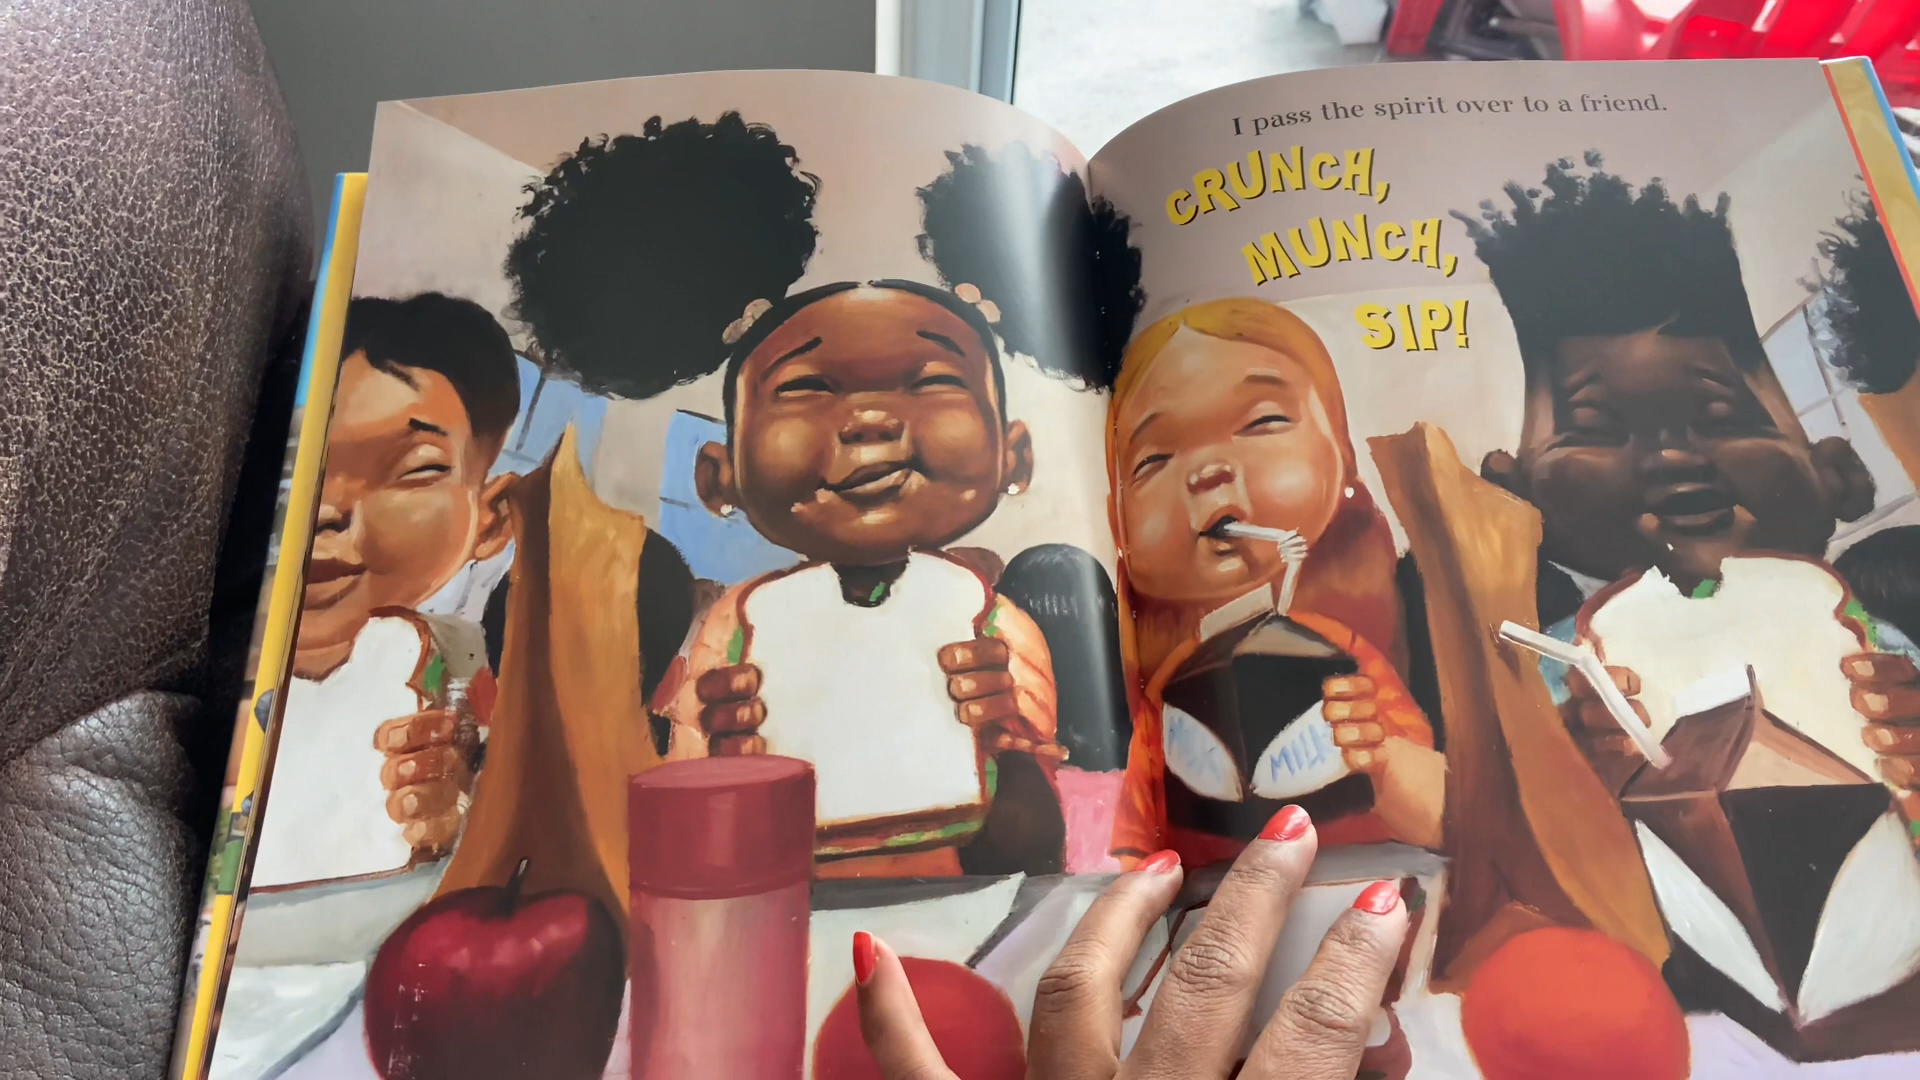 I pass the spirit over to a friend.
CRUNCH,
MUNCH,
SIP!
MILK